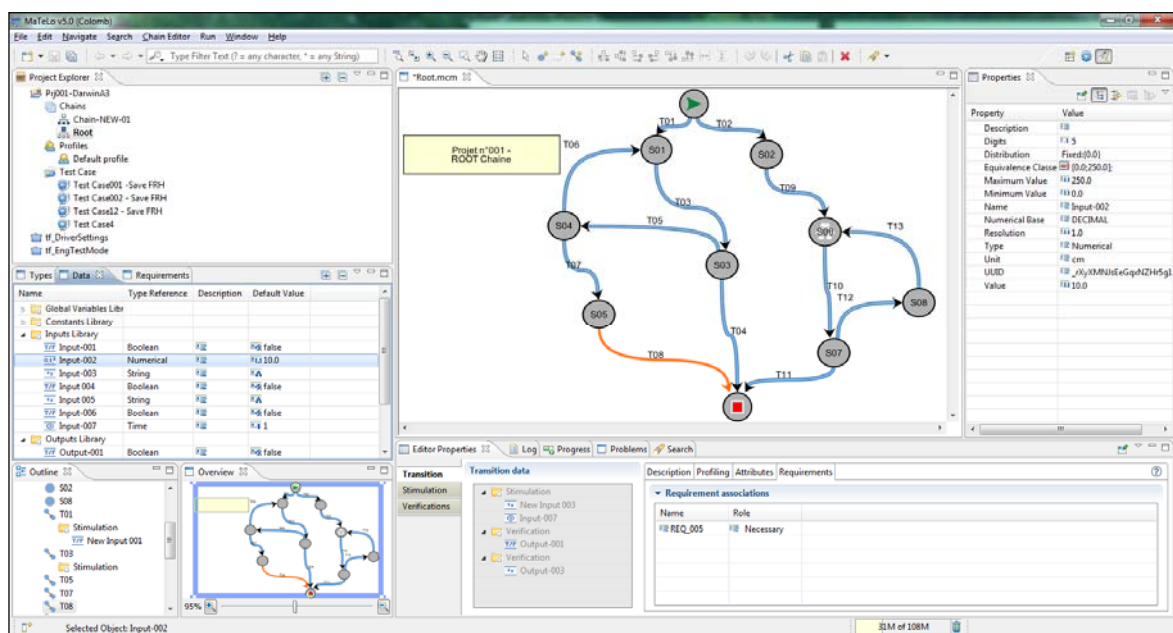 MaTeLo v5.0 (Colomb)
File Edit Navigate Search Chain Editor Run Window Help
Type Filter Text (? = any character, * = any String)
Project Explorer
Prj001-DarwinA3
Chains
Chain-NEW-01
Root
Profiles
Default profile
Test Case
Test Case001 -Save FRH
Test Case002 - Save FRH
Test Case12 - Save FRH
Test Case4
tf_DriverSettings
tf_EngTestMode
Types Data Requirements
Name Type Reference Description Default Value
Global Variables Libr
Constants Library
Inputs Library
Input-001 Boolean false
Input-002 Numerical 10.0
Input-003 String
Input 004 Boolean false
Input 005 String
Input-006 Boolean false
Input-007 Time 1
Outputs Library
Output-001 Boolean false
Outline
S02
S08
T01
Stimulation
New Input 001
T03
Stimulation
T05
T07
T08
Overview
95%
*Root.mcm
Projet n°001 -
ROOT Chaine
T01
T02
T06
S01
S02
T03
T09
T05
T13
S04
S03
T07
T10
T12
S08
S05
T04
T08
S07
T11
Properties
Property Value
Description
Digits 5
Distribution Fixed:(0.0)
Equivalence Classe [0.0;250.0];
Maximum Value 250.0
Minimum Value 0.0
Name Input-002
Numerical Base DECIMAL
Resolution 1.0
Type Numerical
Unit cm
UUID
Value 10.0
Editor Properties Log Progress Problems Search
Transition
Stimulation
Verifications
Transition data
Stimulation
New Input 003
Input-007
Verification
Output-001
Verification
Output-003
Description Profiling Attributes Requirements
Requirement associations
Name Role
REQ_005 Necessary
Selected Object: Input-002
31M of 108M